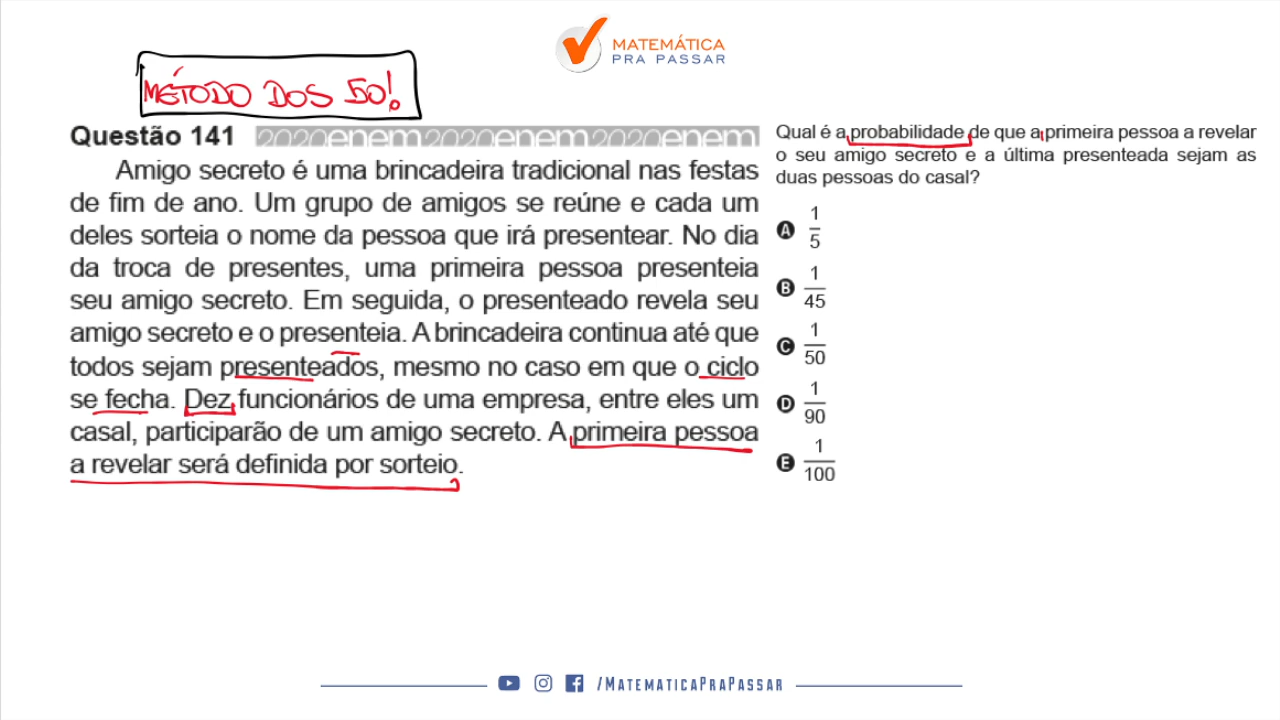 MATEMÁTICA
PRA PASSAR
MÉTODO DOS 50!
Questão 141 2020enem2020enem2020enem
Amigo secreto é uma brincadeira tradicional nas festas
de fim de ano. Um grupo de amigos se reúne e cada um
deles sorteia o nome da pessoa que irá presentear. No dia
da troca de presentes, uma primeira pessoa presenteia
seu amigo secreto. Em seguida, o presenteado revela seu
amigo secreto e o presenteia. A brincadeira continua até que
todos sejam presenteados, mesmo no caso em que o ciclo
se fecha. Dez funcionários de uma empresa, entre eles um
casal, participarão de um amigo secreto. A primeira pessoa
a revelar será definida por sorteio.
Qual é a probabilidade de que a primeira pessoa a revelar
o seu amigo secreto e a última presenteada sejam as
duas pessoas do casal?
A 1/5
B 1/45
C 1/50
D 1/90
E 1/100
/MATEMATICAPRAPASSAR